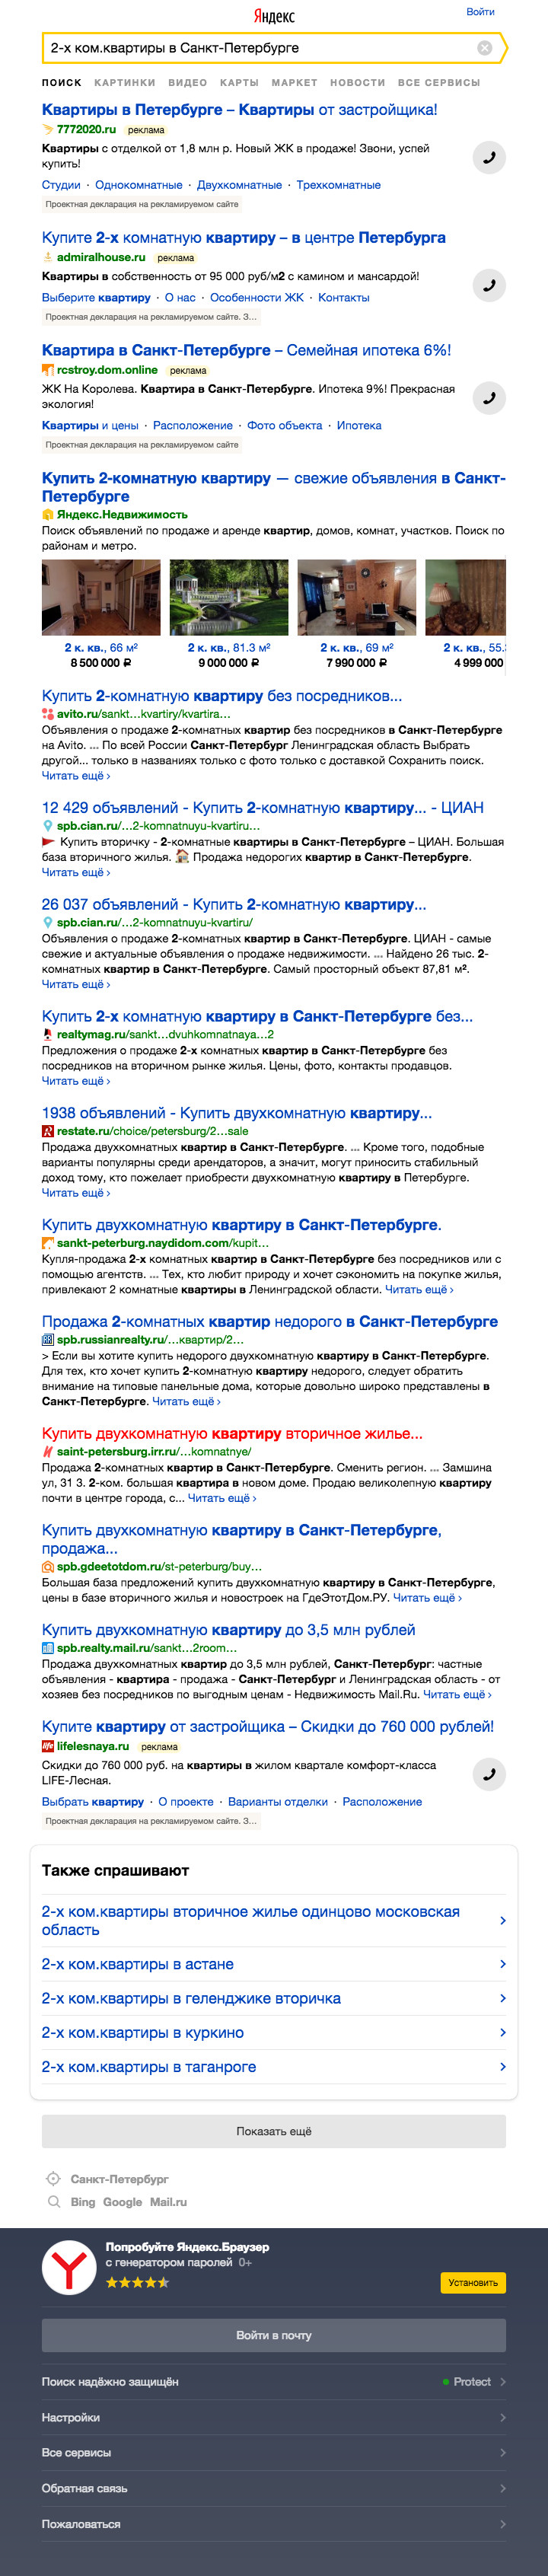 Яндекс
Войти
2-х ком.квартиры в Санкт-Петербурге
ПОИСК КАРТИНКИ ВИДЕО КАРТЫ МАРКЕТ НОВОСТИ ВСЕ СЕРВИСЫ
Квартиры в Петербурге – Квартиры от застройщика!
7772020.ru реклама
Квартиры с отделкой от 1,8 млн р. Новый ЖК в продаже! Звони, успей
купить!
Студии · Однокомнатные · Двухкомнатные · Трехкомнатные
Проектная декларация на рекламируемом сайте
Купите 2-х комнатную квартиру – в центре Петербурга
admiralhouse.ru реклама
Квартиры в собственность от 95 000 руб/м2 с камином и мансардой!
Выберите квартиру · О нас · Особенности ЖК · Контакты
Проектная декларация на рекламируемом сайте. З...
Квартира в Санкт-Петербурге – Семейная ипотека 6%!
rcstroy.dom.online реклама
ЖК На Королева. Квартира в Санкт-Петербурге. Ипотека 9%! Прекрасная
экология!
Квартиры и цены · Расположение · Фото объекта · Ипотека
Проектная декларация на рекламируемом сайте
Купить 2-комнатную квартиру — свежие объявления в Санкт-
Петербурге
Яндекс.Недвижимость
Поиск объявлений по продаже и аренде квартир, домов, комнат, участков. Поиск по
районам и метро.
2 к. кв., 66 м² 2 к. кв., 81.3 м² 2 к. кв., 69 м² 2 к. кв., 55.
8 500 000 ₽ 9 000 000 ₽ 7 990 000 ₽ 4 999 000
Купить 2-комнатную квартиру без посредников...
avito.ru/sankt…kvartiry/kvartira…
Объявления о продаже 2-комнатных квартир без посредников в Санкт-Петербурге
на Avito. ... По всей России Санкт-Петербург Ленинградская область Выбрать
другой... только в названиях только с фото только с доставкой Сохранить поиск.
Читать ещё ›
12 429 объявлений - Купить 2-комнатную квартиру... - ЦИАН
spb.cian.ru/…2-komnatnuyu-kvartiru…
Купить вторичку - 2-комнатные квартиры в Санкт-Петербурге – ЦИАН. Большая
база вторичного жилья. Продажа недорогих квартир в Санкт-Петербурге.
Читать ещё ›
26 037 объявлений - Купить 2-комнатную квартиру...
spb.cian.ru/…2-komnatnuyu-kvartiru/
Объявления о продаже 2-комнатных квартир в Санкт-Петербурге. ЦИАН - самые
свежие и актуальные объявления о продаже недвижимости. ... Найдено 26 тыс. 2-
комнатных квартир в Санкт-Петербурге. Самый просторный объект 87,81 м².
Читать ещё ›
Купить 2-х комнатную квартиру в Санкт-Петербурге без...
realtymag.ru/sankt…dvuhkomnatnaya…2
Предложения о продаже 2-х комнатных квартир в Санкт-Петербурге без
посредников на вторичном рынке жилья. Цены, фото, контакты продавцов.
Читать ещё ›
1938 объявлений - Купить двухкомнатную квартиру...
restate.ru/choice/petersburg/2…sale
Продажа двухкомнатных квартир в Санкт-Петербурге. ... Кроме того, подобные
варианты популярны среди арендаторов, а значит, могут приносить стабильный
доход тому, кто пожелает приобрести двухкомнатную квартиру в Петербурге.
Читать ещё ›
Купить двухкомнатную квартиру в Санкт-Петербурге.
sankt-peterburg.naydidom.com/kupit…
Купля-продажа 2-х комнатных квартир в Санкт-Петербурге без посредников или с
помощью агентств. ... Тех, кто любит природу и хочет сэкономить на покупке жилья,
привлекают 2 комнатные квартиры в Ленинградской области. Читать ещё ›
Продажа 2-комнатных квартир недорого в Санкт-Петербурге
spb.russianrealty.ru/…квартир/2…
> Если вы хотите купить недорого двухкомнатную квартиру в Санкт-Петербурге.
Для тех, кто хочет купить 2-комнатную квартиру недорого, следует обратить
внимание на типовые панельные дома, которые довольно широко представлены в
Санкт-Петербурге. Читать ещё ›
Купить двухкомнатную квартиру вторичное жилье...
saint-petersburg.irr.ru/…komnatnye/
Продажа 2-комнатных квартир в Санкт-Петербурге. Сменить регион. ... Замшина
ул, 31 3. 2-ком. большая квартира в новом доме. Продаю великолепную квартиру
почти в центре города, с... Читать ещё ›
Купить двухкомнатную квартиру в Санкт-Петербурге,
продажа...
spb.gdeetotdom.ru/st-peterburg/buy…
Большая база предложений купить двухкомнатную квартиру в Санкт-Петербурге,
цены в базе вторичного жилья и новостроек на ГдеЭтотДом.РУ. Читать ещё ›
Купить двухкомнатную квартиру до 3,5 млн рублей
spb.realty.mail.ru/sankt…2room…
Продажа двухкомнатных квартир до 3,5 млн рублей, Санкт-Петербург: частные
объявления - квартира - продажа - Санкт-Петербург и Ленинградская область - от
хозяев без посредников по выгодным ценам - Недвижимость Mail.Ru. Читать ещё ›
Купите квартиру от застройщика – Скидки до 760 000 рублей!
lifelesnaya.ru реклама
Скидки до 760 000 руб. на квартиры в жилом квартале комфорт-класса
LIFE-Лесная.
Выбрать квартиру · О проекте · Варианты отделки · Расположение
Проектная декларация на рекламируемом сайте. З...
Также спрашивают
2-х ком.квартиры вторичное жилье одинцово московская
область
2-х ком.квартиры в астане
2-х ком.квартиры в геленджике вторичка
2-х ком.квартиры в куркино
2-х ком.квартиры в таганроге
Показать ещё
Санкт-Петербург
Bing Google Mail.ru
Попробуйте Яндекс.Браузер
с генератором паролей 0+
Установить
Войти в почту
Поиск надёжно защищён Protect
Настройки
Все сервисы
Обратная связь
Пожаловаться